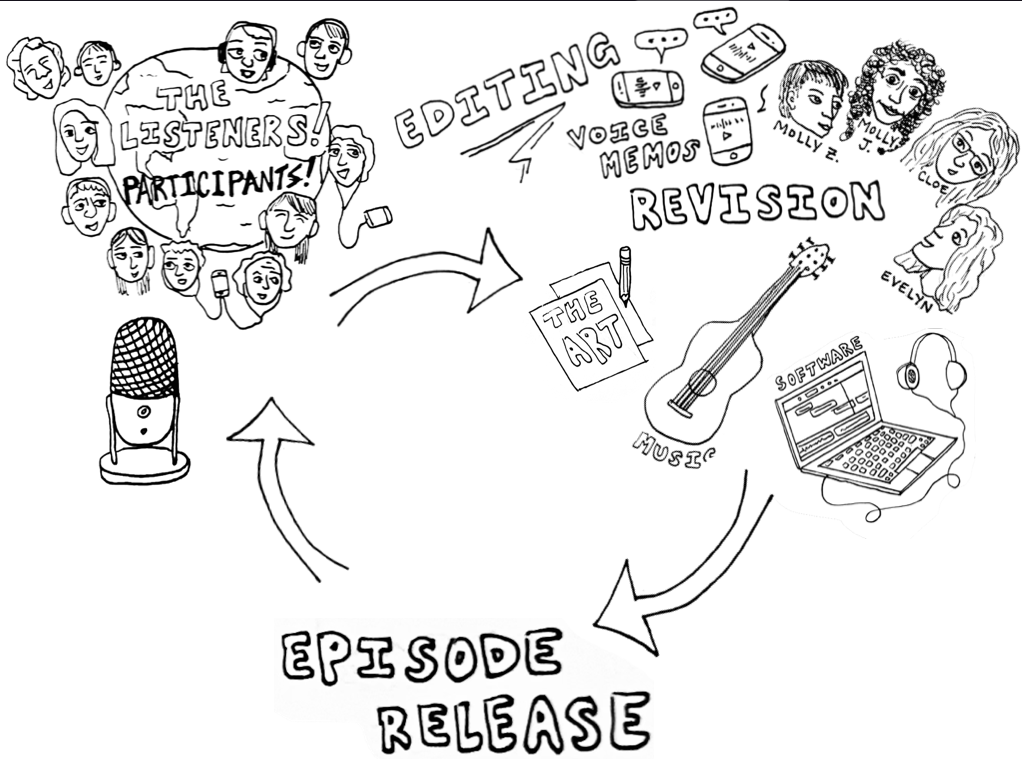 THE
LISTENERS!
PARTICIPANTS!
EDITING
VOICE
MEMOS
MOLLY Z.
MOLLY
J.
CLOE
EVELYN
REVISION
THE
ART
MUSIC
SOFTWARE
EPISODE
RELEASE